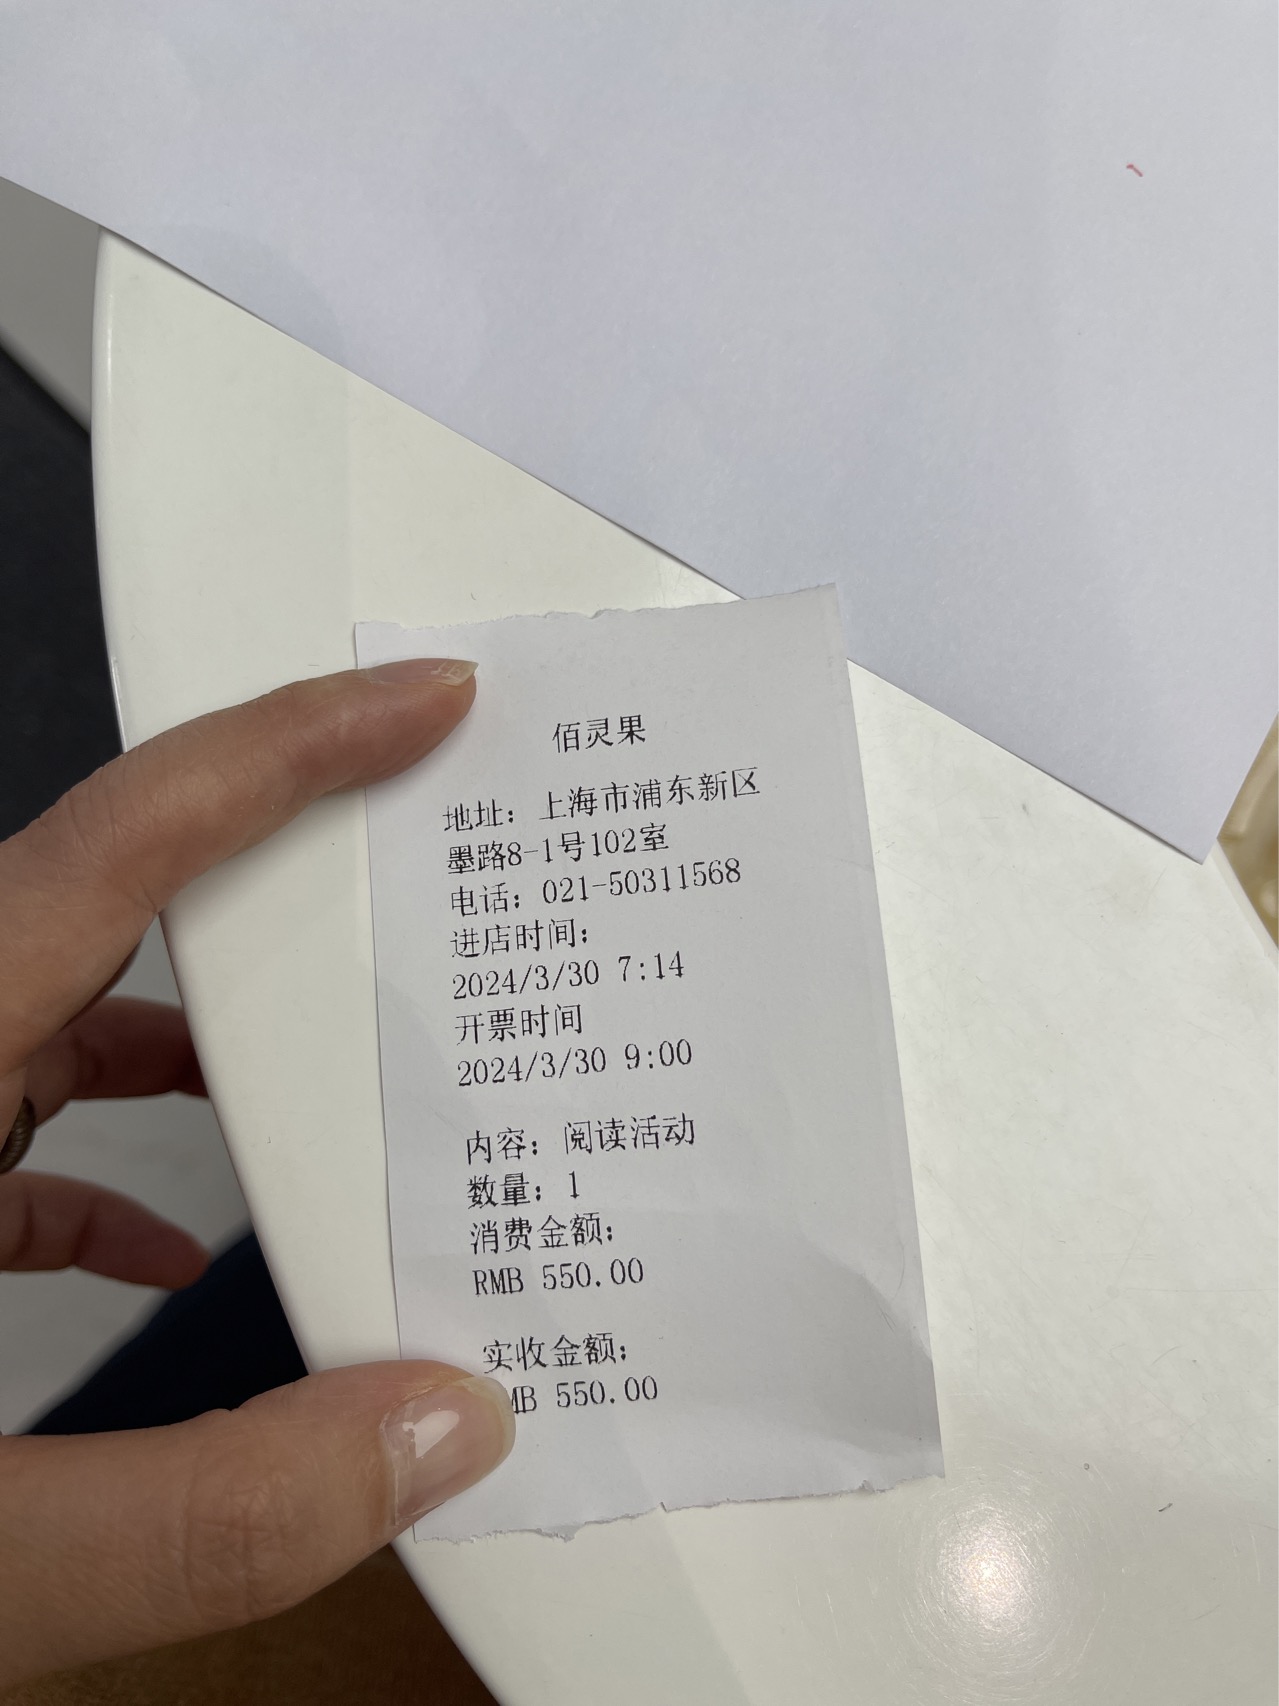 佰灵果
地址：上海市浦东新区
墨路8-1号102室
电话：021-50311568
进店时间：
2024/3/30 7:14
开票时间
2024/3/30 9:00
内容：阅读活动
数量：1
消费金额：
RMB 550.00
实收金额：
MB 550.00